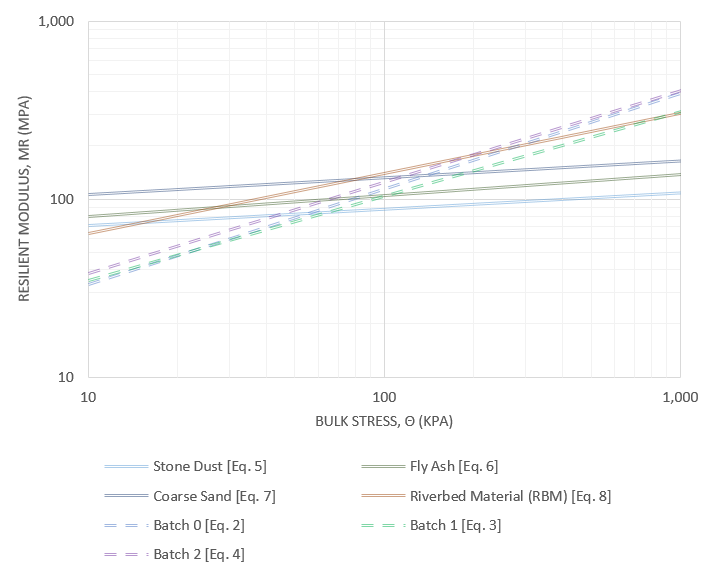 1,000
100
10
RESILIENT MODULUS, MR (MPA)
10 100 1,000
BULK STRESS, Θ (KPA)
Stone Dust [Eq. 5] Fly Ash [Eq. 6]
Coarse Sand [Eq. 7] Riverbed Material (RBM) [Eq. 8]
Batch 0 [Eq. 2] Batch 1 [Eq. 3]
Batch 2 [Eq. 4]